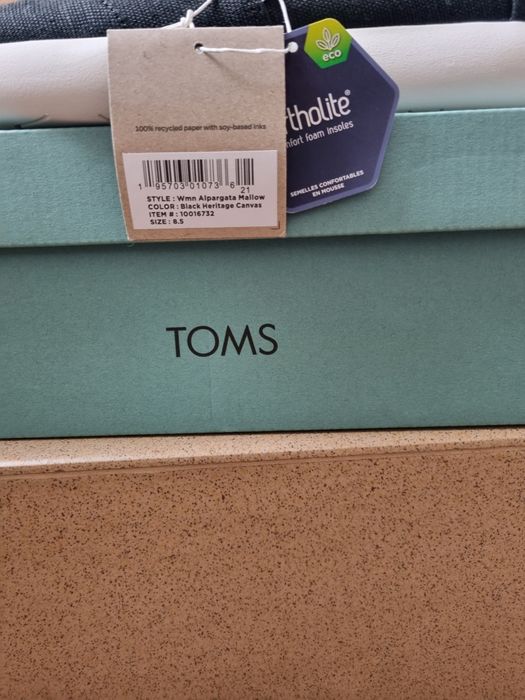 eco
rtholite®
nfort foam insoles
SEMELLES CONFORTABLES
EN MOUSSE
100% recycled paper with soy-based inks
1 95703 01073 6 21
STYLE : Wmn Alpargata Mallow
COLOR : Black Heritage Canvas
ITEM # : 10016732
SIZE : 8.5
TOMS